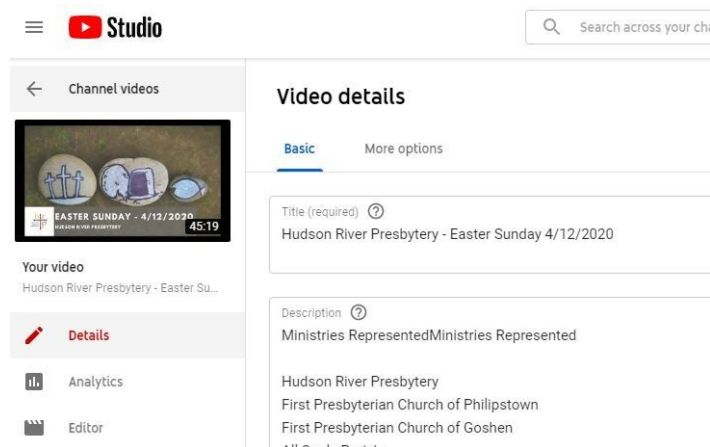 Studio
Search across your cha
Channel videos
EASTER SUNDAY - 4/12/2020
HUDSON RIVER PRESBYTERY
45:19
Your video
Hudson River Presbytery - Easter Su...
Details
Analytics
Editor
Video details
Basic
More options
Title (required)
Hudson River Presbytery - Easter Sunday 4/12/2020
Description
Ministries RepresentedMinistries Represented
Hudson River Presbytery
First Presbyterian Church of Philipstown
First Presbyterian Church of Goshen